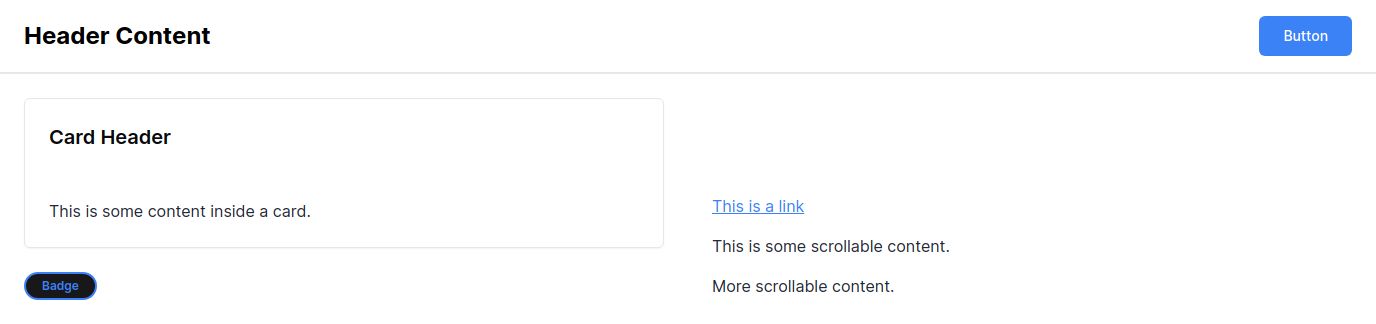 Header Content
Button
Card Header
This is some content inside a card.
Badge
This is a link
This is some scrollable content.
More scrollable content.